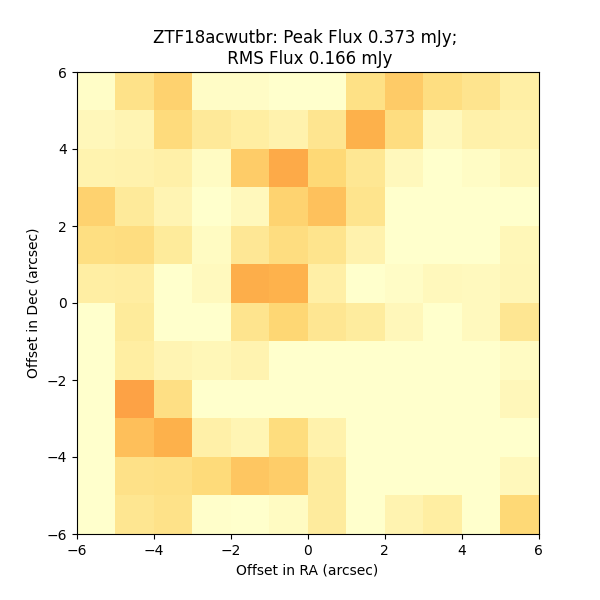 ZTF18acwutbr: Peak Flux 0.373 mJy;
RMS Flux 0.166 mJy
6
4
2
0
−2
−4
−6
Offset in Dec (arcsec)
−6 −4 −2 0 2 4 6
Offset in RA (arcsec)